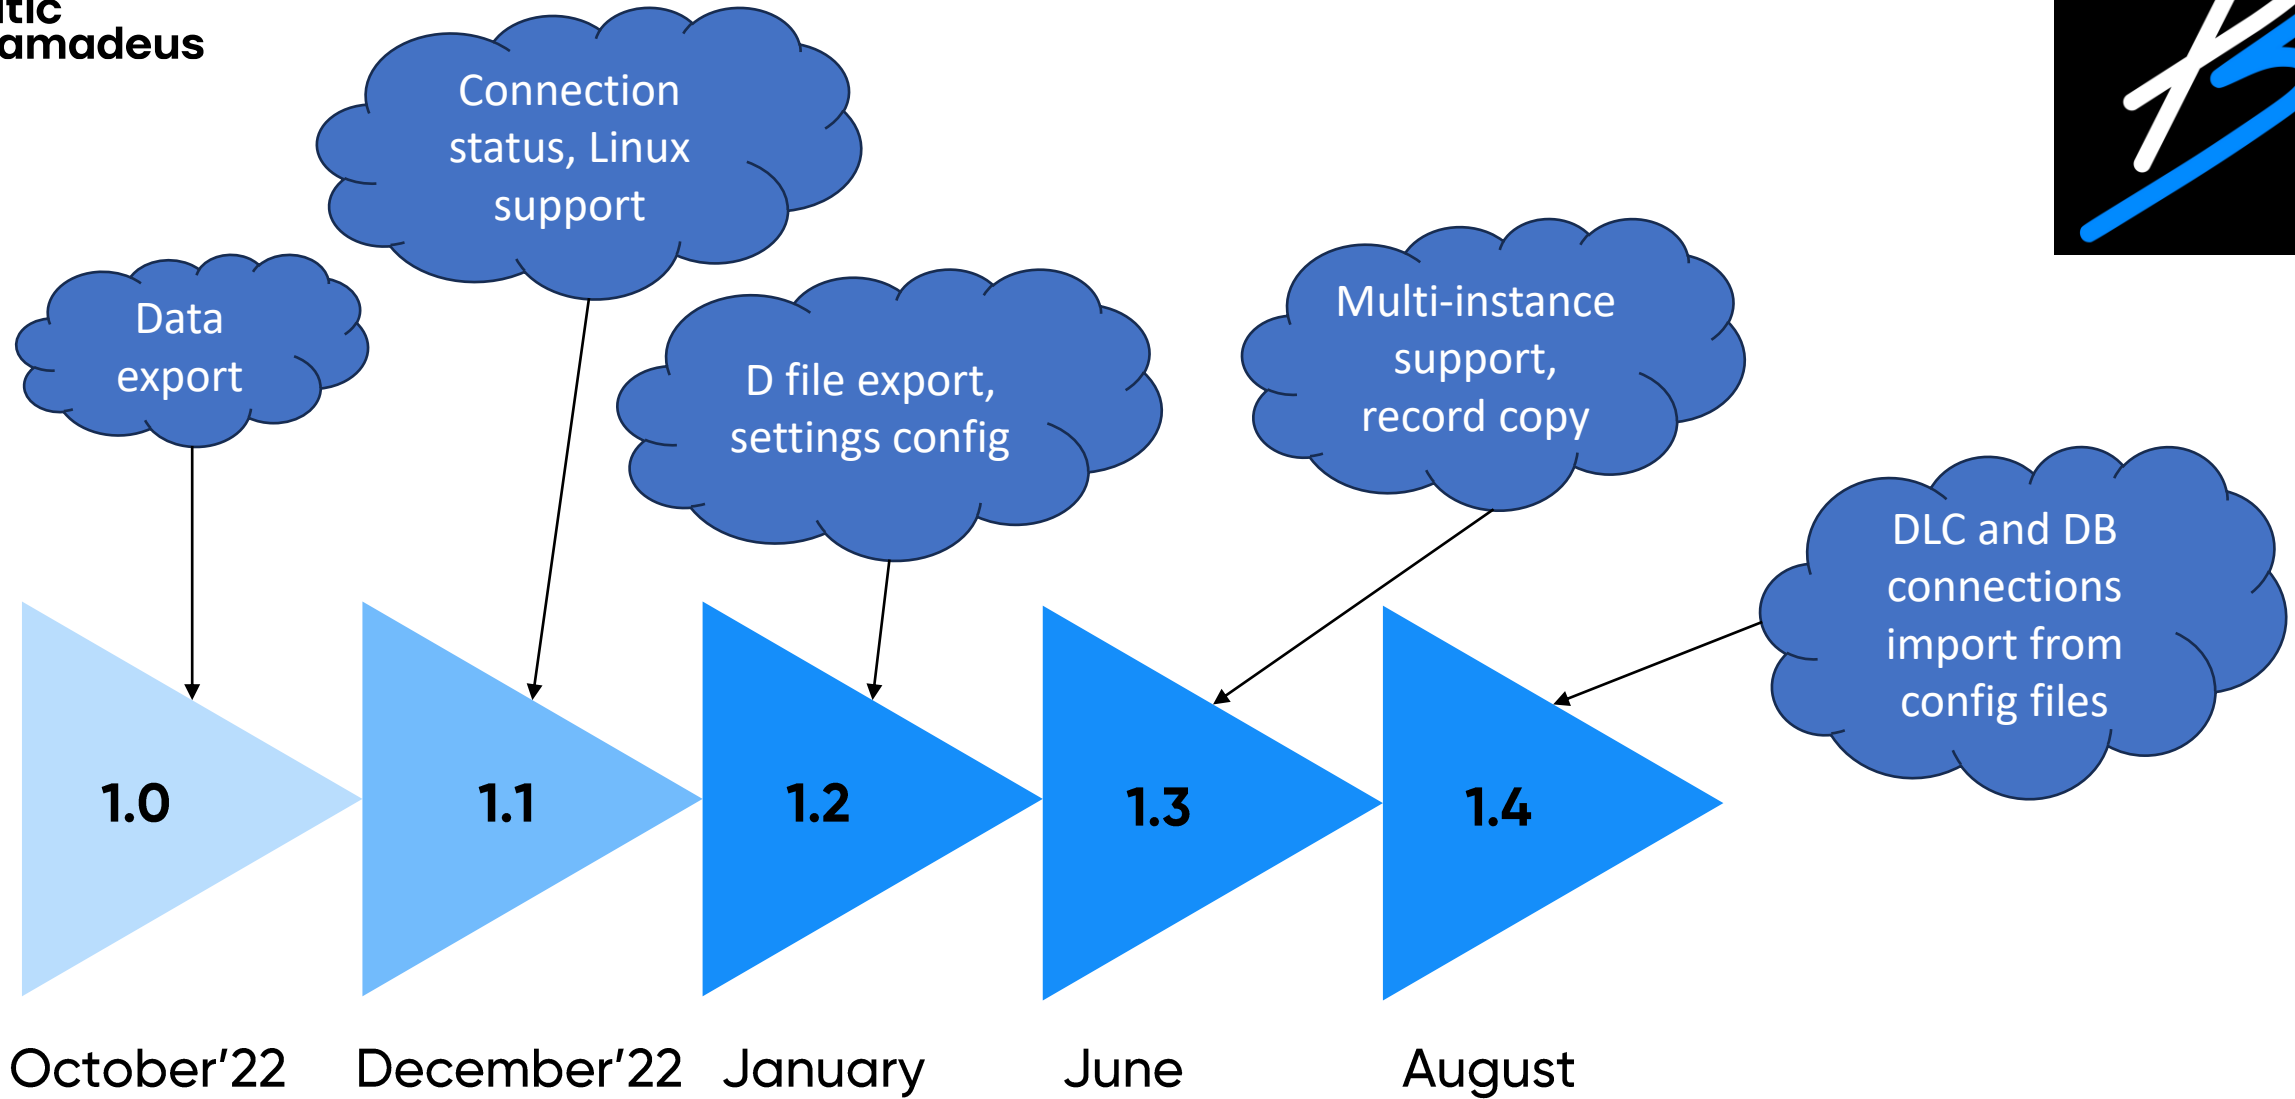 amadeus
Connection
status, Linux
support
Data
export
D file export,
settings config
Multi-instance
support,
record copy
DLC and DB
connections
import from
config files
1.0
1.1
1.2
1.3
1.4
October'22
December'22
January
June
August